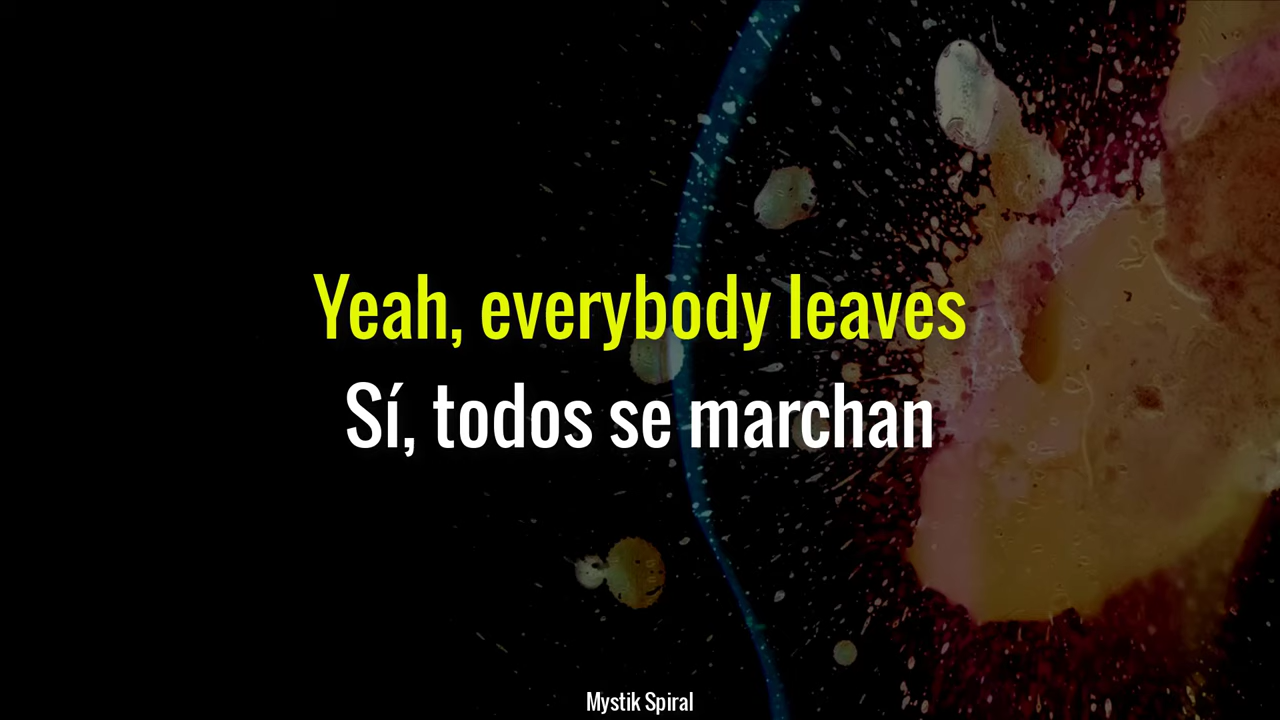 Yeah, everybody leaves
Sí, todos se marchan
Mystik Spiral